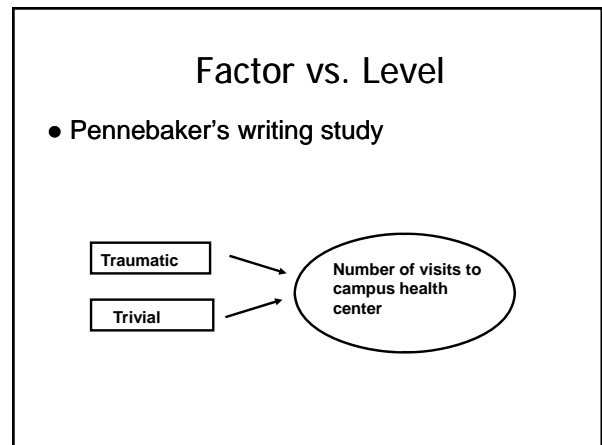 Factor vs. Level
● Pennebaker's writing study
Traumatic
Trivial
Number of visits to
campus health
center